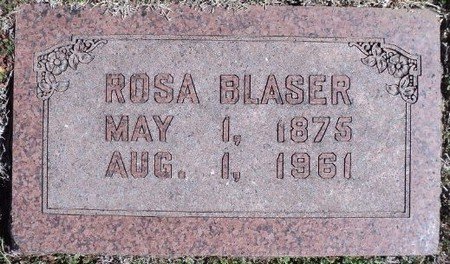 ROSA BLASER
MAY 1, 1875
AUG. 1, 1961